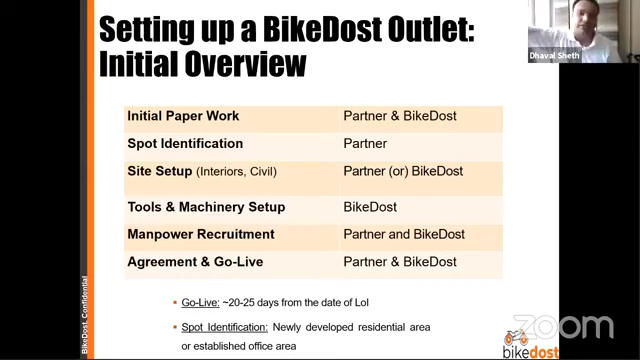 Setting up a BikeDost Outlet:
Initial Overview
Dhaval Sheth
Initial Paper Work Partner & BikeDost
Spot Identification Partner
Site Setup (Interiors, Civil) Partner (or) BikeDost
Tools & Machinery Setup BikeDost
Manpower Recruitment Partner and BikeDost
Agreement & Go-Live Partner & BikeDost
▪ Go-Live: ~20-25 days from the date of LoI
▪ Spot Identification: Newly developed residential area
or established office area
BikeDost Confidential
zoom
bikedost